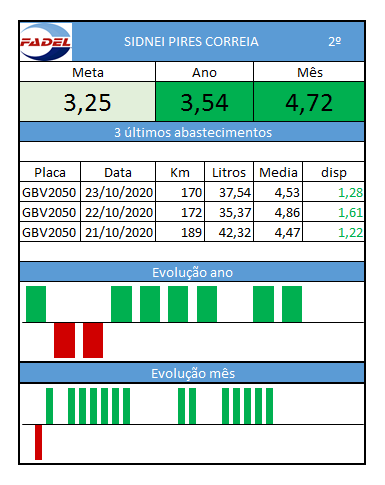 FADEL SIDNEI PIRES CORREIA 2º
Meta Ano Mês
3,25 3,54 4,72
3 últimos abastecimentos
Placa Data Km Litros Media disp
GBV2050 23/10/2020 170 37,54 4,53 1,28
GBV2050 22/10/2020 172 35,37 4,86 1,61
GBV2050 21/10/2020 189 42,32 4,47 1,22
Evolução ano
Evolução mês